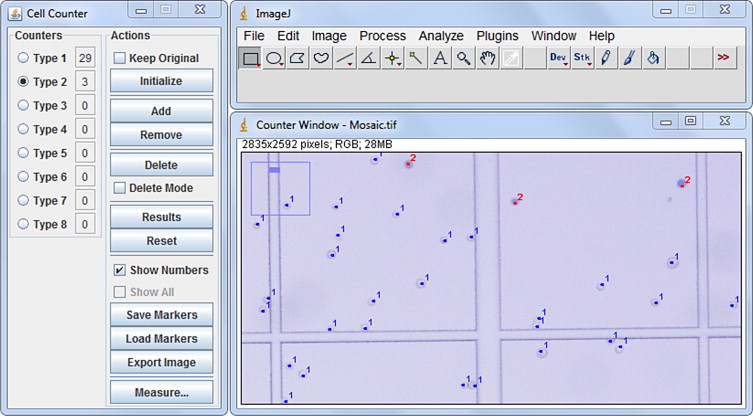 Cell Counter
Counters
Type 1 29
Type 2 3
Type 3 0
Type 4 0
Type 5 0
Type 6 0
Type 7 0
Type 8 0
Actions
Keep Original
Initialize
Add
Remove
Delete
Delete Mode
Results
Reset
Show Numbers
Show All
Save Markers
Load Markers
Export Image
Measure...
ImageJ
File Edit Image Process Analyze Plugins Window Help
A Dev Stk >>
Counter Window - Mosaic.tif
2835x2592 pixels; RGB; 28MB
1 2
2
2
1 1 1
1
1 1 1
1
1
1 1
1
1 1 1
1
1
1 1 1
1
1 1
1
1
1 1
1